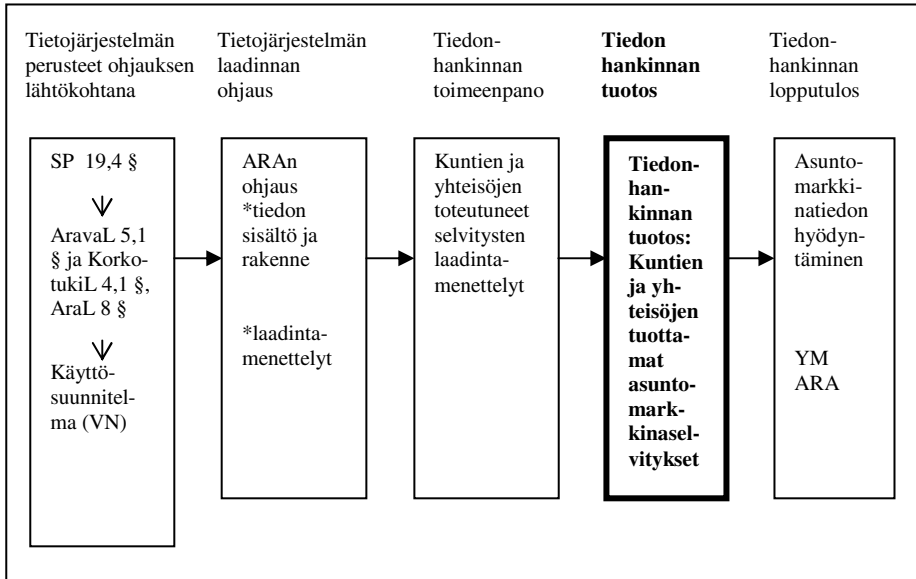 Tietojärjestelmän
perusteet ohjauksen
lähtökohtana
Tietojärjestelmän
laadinnan
ohjaus
Tiedon-
hankinnan
toimeenpano
Tiedon
hankinnan
tuotos
Tiedon-
hankinnan
lopputulos
SP 19,4 §
AravaL 5,1
§ ja Korko-
tukiL 4,1 §,
AraL 8 §
Käyttö-
suunnitel-
ma (VN)
ARAn
ohjaus
*tiedon
sisältö ja
rakenne
*laadinta-
menettelyt
Kuntien ja
yhteisöjen
toteutuneet
selvitysten
laadinta-
menettelyt
Tiedon-
han-
kinnan
tuotos:
Kuntien
ja yh-
teisöjen
tuotta-
mat
asunto-
mark-
kinasel-
vitykset
Asunto-
markki-
natiedon
hyödyn-
täminen
YM
ARA